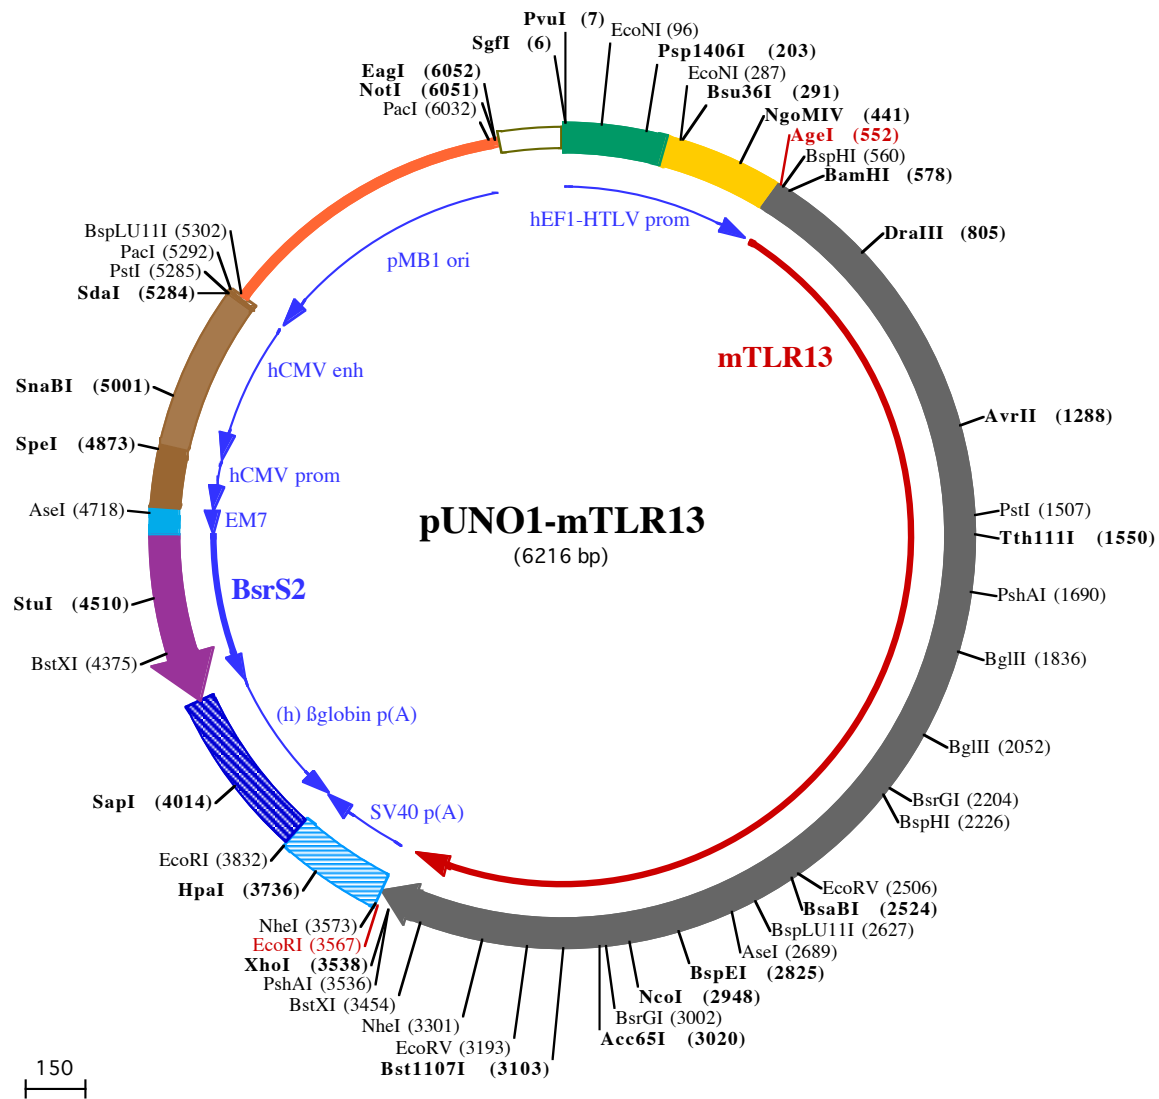 PvuI (7)
EcoNI (96)
SgfI (6)
Psp1406I (203)
EagI (6052)
EcoNI (287)
NotI (6051)
Bsu36I (291)
PacI (6032)
NgoMIV (441)
AgeI (552)
BspHI (560)
BamHI (578)
hEF1-HTLV prom
BspLU11I (5302)
DraIII (805)
PacI (5292)
pMB1 ori
PstI (5285)
SdaI (5284)
mTLR13
hCMV enh
SnaBI (5001)
AvrII (1288)
SpeI (4873)
hCMV prom
AseI (4718)
PstI (1507)
EM7
pUNO1-mTLR13
Tth111I (1550)
(6216 bp)
BsrS2
PshAI (1690)
StuI (4510)
BstXI (4375)
BglII (1836)
(h) ßglobin p(A)
BglII (2052)
SapI (4014)
BsrGI (2204)
SV40 p(A)
BspHI (2226)
EcoRI (3832)
EcoRV (2506)
HpaI (3736)
BsaBI (2524)
NheI (3573)
BspLU11I (2627)
EcoRI (3567)
AseI (2689)
XhoI (3538)
BspEI (2825)
PshAI (3536)
NcoI (2948)
BstXI (3454)
BsrGI (3002)
NheI (3301)
Acc65I (3020)
EcoRV (3193)
Bst1107I (3103)
150